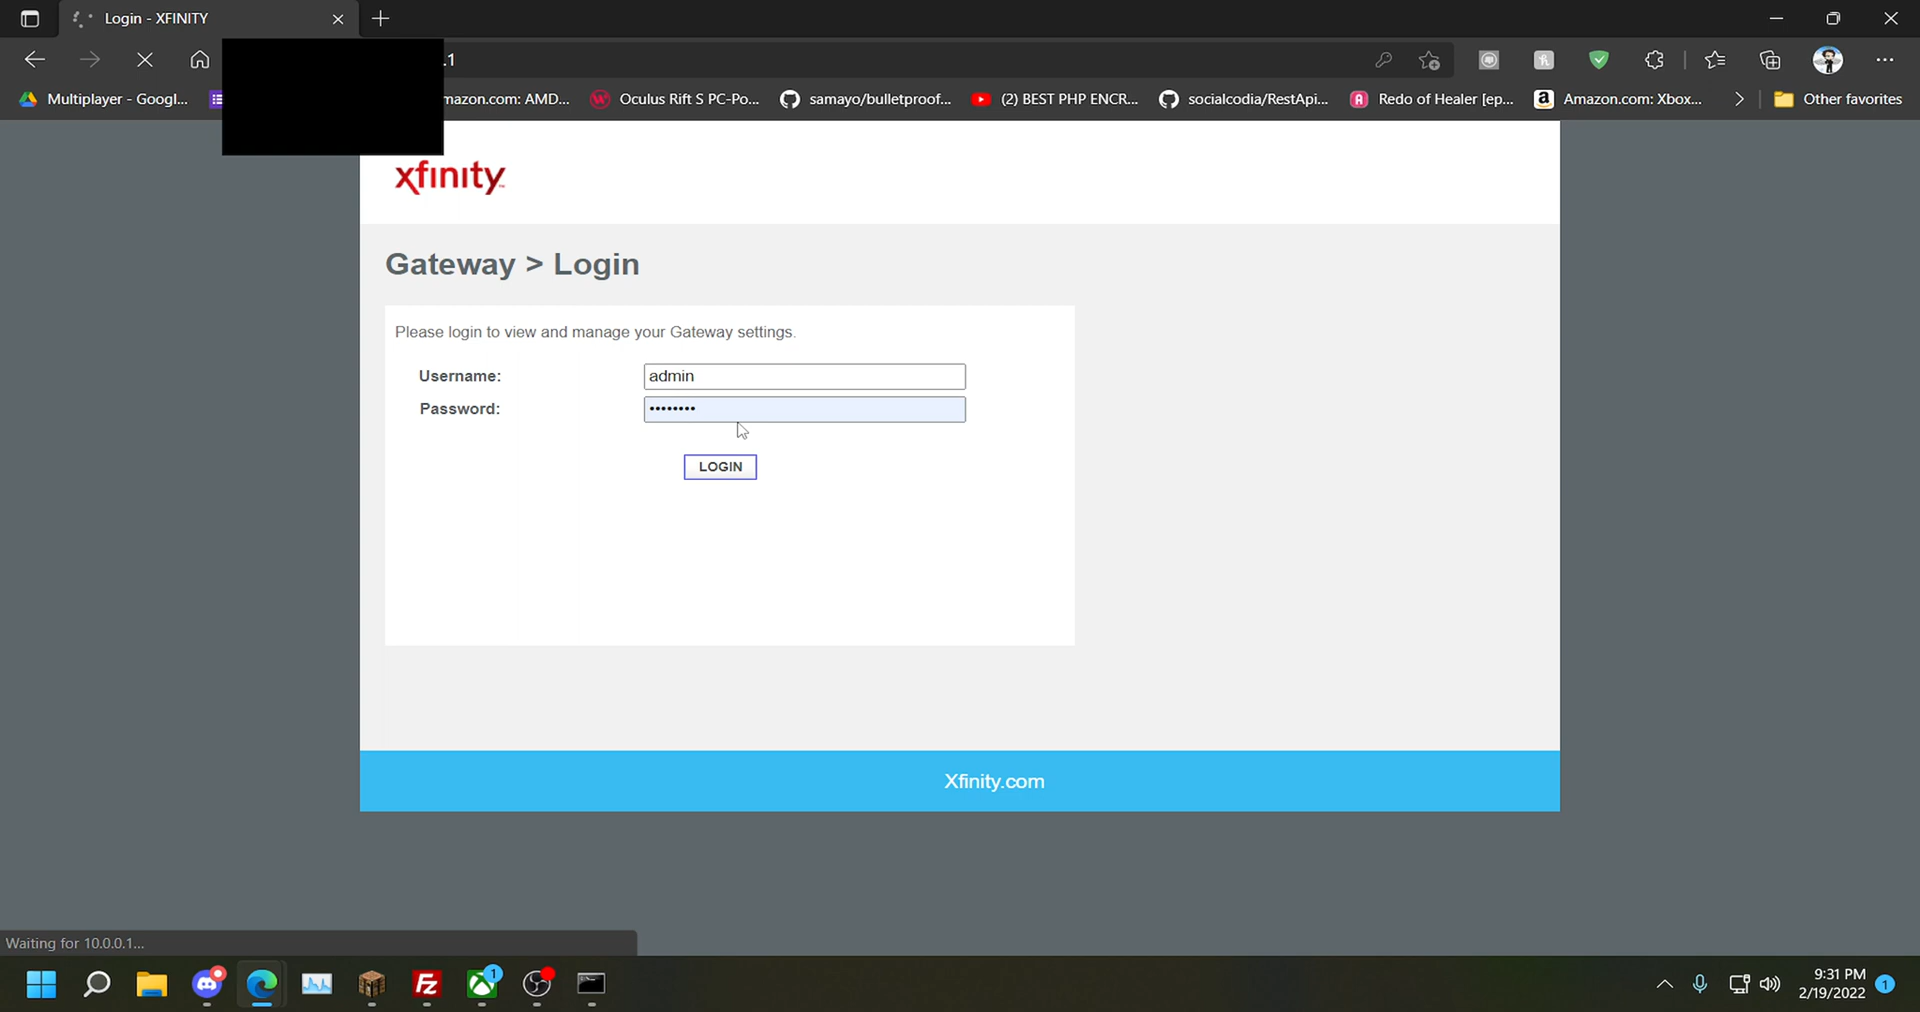 Login - XFINITY
.1
Multiplayer - Googl...
mazon.com: AMD...
Oculus Rift S PC-Po...
samayo/bulletproof...
(2) BEST PHP ENCR...
socialcodia/RestApi...
Redo of Healer [ep...
Amazon.com: Xbox...
Other favorites
xfinity
Gateway > Login
Please login to view and manage your Gateway settings.
Username:
admin
Password:
••••••••
LOGIN
Xfinity.com
Waiting for 10.0.0.1...
1
9:31 PM
2/19/2022
1